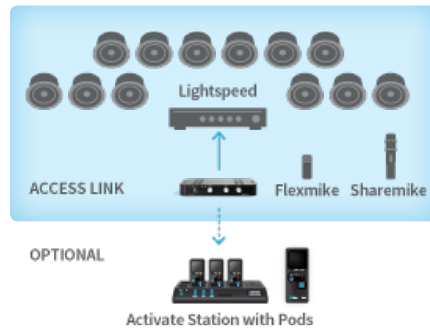 Lightspeed
ACCESS LINK
Flexmike
Sharemike
OPTIONAL
Activate Station with Pods